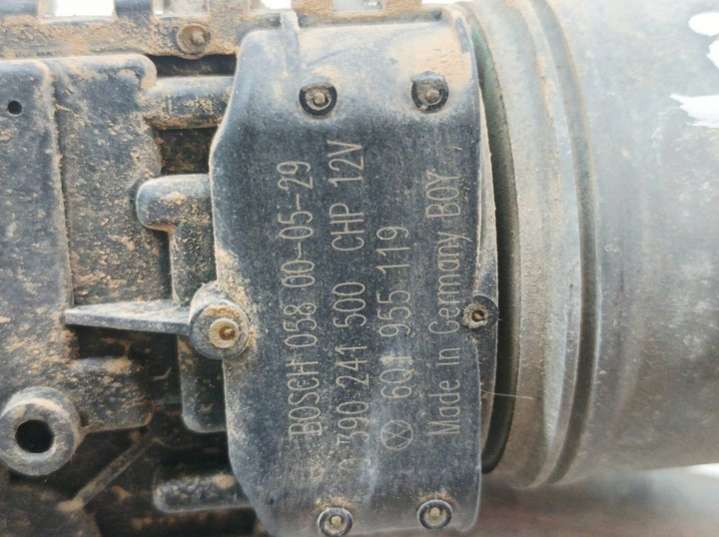 BOSCH 058 00-05-29
390 241 500 CHP 12V
6Q1 955 119
Made In Germany BOY